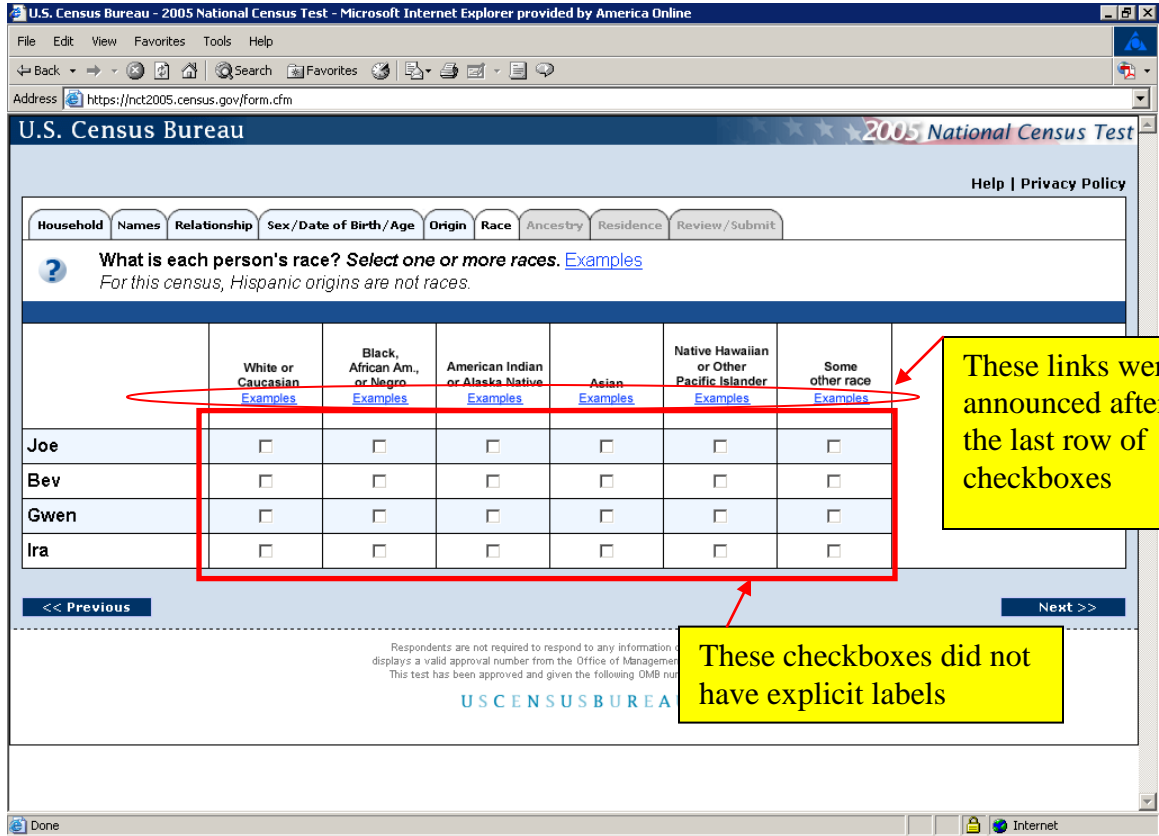 U.S. Census Bureau - 2005 National Census Test - Microsoft Internet Explorer provided by America Online
File Edit View Favorites Tools Help
Back Search Favorites
Address https://nct2005.census.gov/form.cfm
U.S. Census Bureau 2005 National Census Test
Help | Privacy Policy
Household Names Relationship Sex/Date of Birth/Age Origin Race Ancestry Residence Review/Submit
? What is each person's race? Select one or more races. Examples
For this census, Hispanic origins are not races.
White or
Caucasian
Examples
Black,
African Am.,
or Negro
Examples
American Indian
or Alaska Native
Examples
Asian
Examples
Native Hawaiian
or Other
Pacific Islander
Examples
Some
other race
Examples
These links wer
announced after
the last row of
checkboxes
Joe
Bev
Gwen
Ira
<< Previous Next >>
Respondents are not required to respond to any information
displays a valid approval number from the Office of
This test has been approved and given the following OMB
USCENSUSBUREAU
These checkboxes did not
have explicit labels
Done Internet